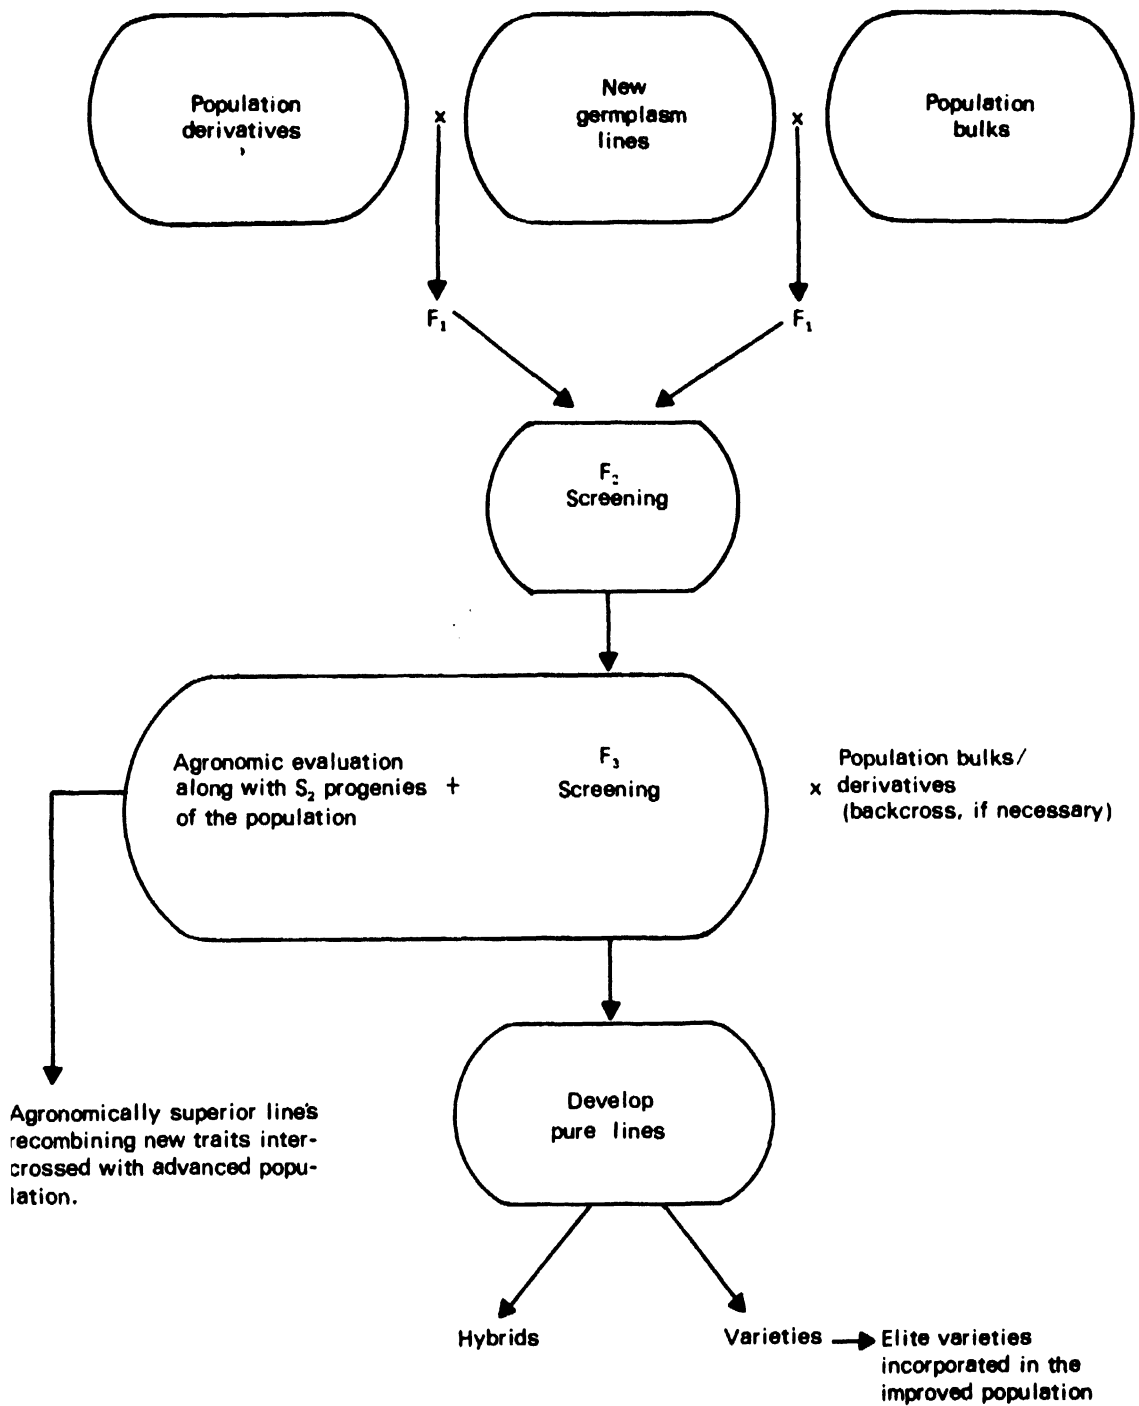 Population
derivatives
x
New
germplasm
lines
x
Population
bulks
F₁
F₁
F₂
Screening
Agronomic evaluation
along with S₂ progenies
of the population
+
F₃
Screening
x
Population bulks/
derivatives
(backcross, if necessary)
Agronomically superior lines
recombining new traits inter-
crossed with advanced popu-
lation.
Develop
pure lines
Hybrids
Varieties
Elite varieties
incorporated in the
improved population